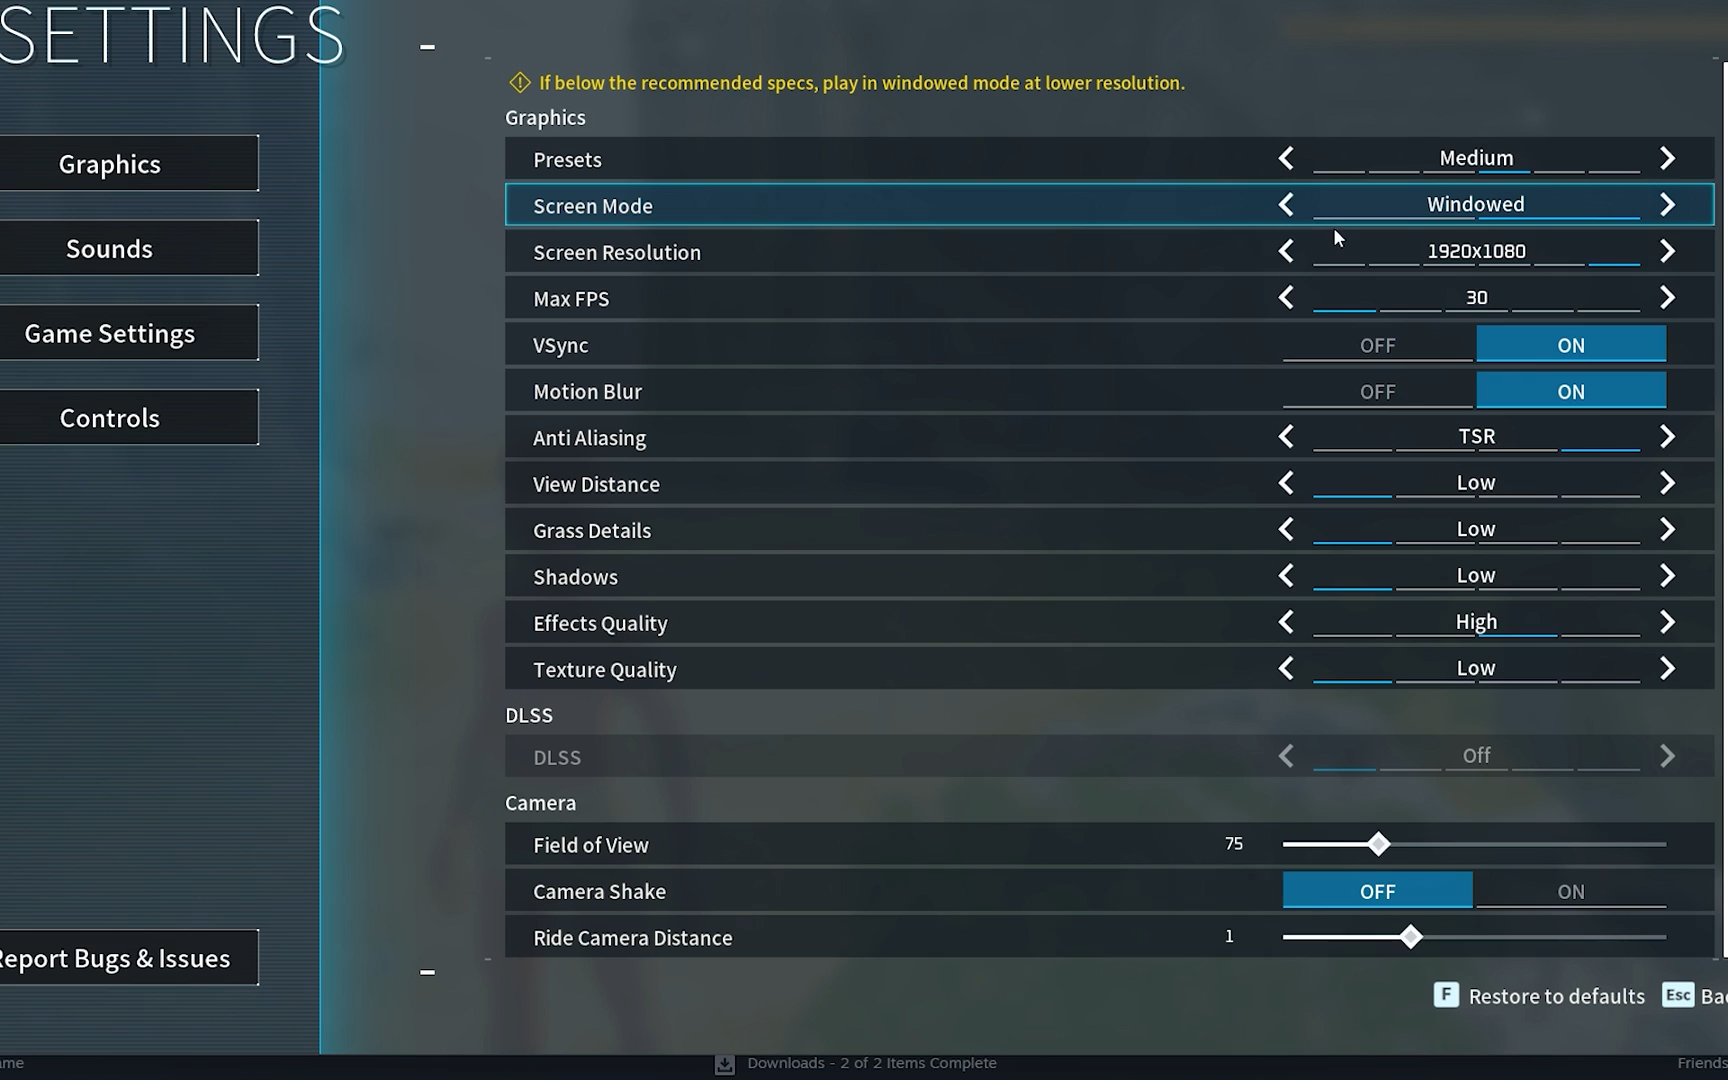 SETTINGS
If below the recommended specs, play in windowed mode at lower resolution.
Graphics
Sounds
Game Settings
Controls
Report Bugs & Issues
Graphics
Presets Medium
Screen Mode Windowed
Screen Resolution 1920x1080
Max FPS 30
VSync OFF ON
Motion Blur OFF ON
Anti Aliasing TSR
View Distance Low
Grass Details Low
Shadows Low
Effects Quality High
Texture Quality Low
DLSS
DLSS Off
Camera
Field of View 75
Camera Shake OFF ON
Ride Camera Distance 1
F Restore to defaults Esc
Downloads - 2 of 2 Items Complete
Friends